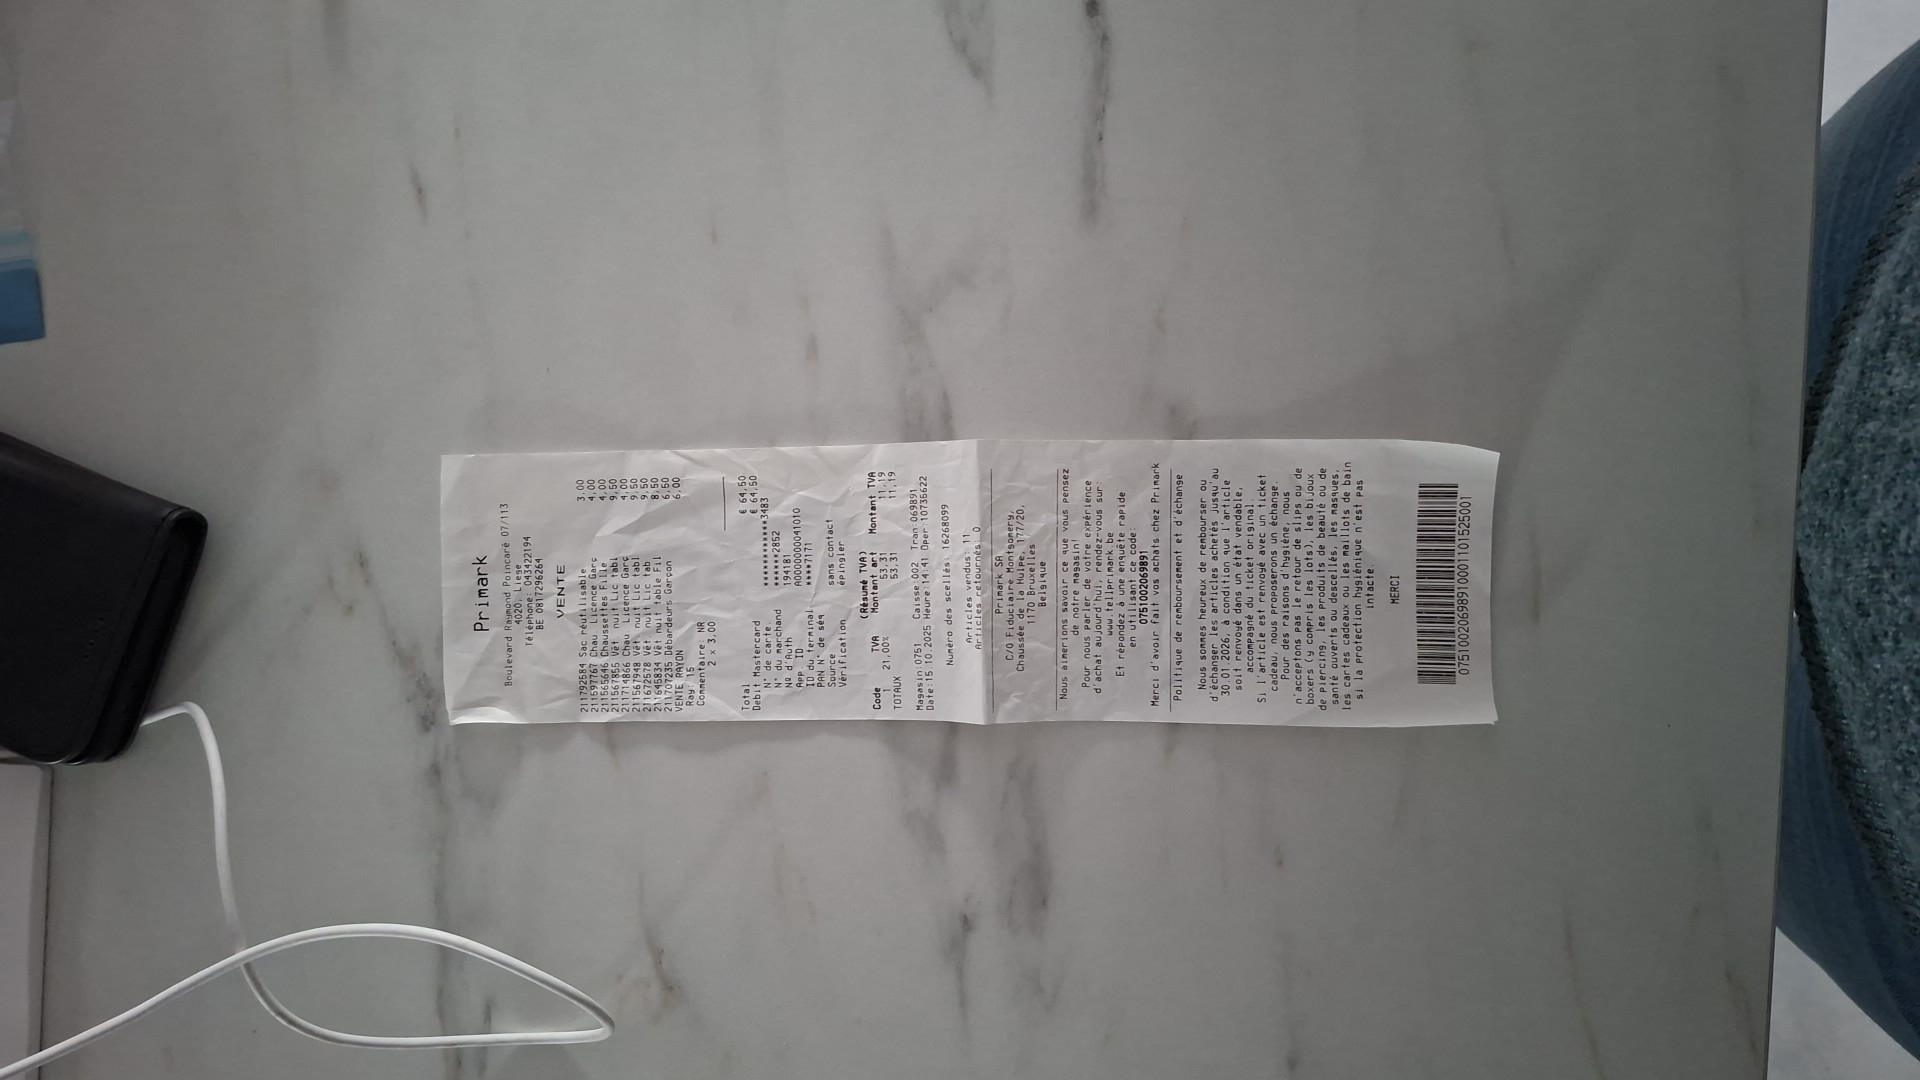 Primark
Boulevard Raymond Poincaré 07/113
4020, Liese
Téléphone: 043422194
BE 0817296264
VENTE
211792584 Sac réutilisable 3,00
211597767 Chau Licence Garç 4,00
211565646 Chaussettes fille 4,00
211567855 Vêt nuit Lic tabl 9,50
211714866 Chau Licence Garç 4,00
211567948 Vêt nuit Lic tabl 9,50
211672578 Vêt nuit Lic tab 9,50
211645834 Vêt nuit table Fil 8,50
211707235 Débardeurs Garçon 6,50
VENTE RAYON 6,00
Ray: 15
Commentaire NR
2 x 3,00
Total € 64,50
Debit Mastercard € 64,50
N° de carte ************3483
N° du marchand ******2852
Nº d'Auth 194181
App ID A0000000041010
ID du terminal ****7171
PAN N° de séq
Source sans contact
Vérification épinsier
(Résumé TVA)
Code TVA Montant art Montant TVA
1 21,00% 53,31 11,19
TOTAUX 53,31 11,19
Magasin:0751 Caisse:002 Tran:069891
Date:15.10.2025 Heure:14:41 Oper:10735622
Numéro des scellés: 16268099
Articles vendus: 11
Articles retournés: 0
Primark SA
C/O Fiduciaire Montgomery,
Chaussée de la Hulpe, 177/20,
1170 Bruxelles
Belgique
Nous aimerions savoir ce que vous pensez
de notre magasin!
Pour nous parler de votre expérience
d'achat aujourd'hui, rendez-vous sur:
www.tellprimark.be
Et répondez à une enquête rapide
en utilisant ce code:
0751002069891
Merci d'avoir fait vos achats chez Primark
Politique de remboursement et d'échange
Nous sommes heureux de rembourser ou
d'échanger les articles achetés jusqu'au
30.01.2026, à condition que l'article
soit renvoyé dans un état vendable,
accompagné du ticket original.
Si l'article est renvoyé avec un ticket
cadeau, nous proposerons un échange.
Pour des raisons d'hygiène, nous
n'acceptons pas le retour de slips ou de
boxers (y compris les lots), les bijoux
de piercing, les produits de beauté ou de
santé ouverts ou descellés, les masques,
les cartes cadeaux ou les maillots de bain
si la protection hygiénique n'est pas
intacte.
MERCI
0751002069891000110152​5001